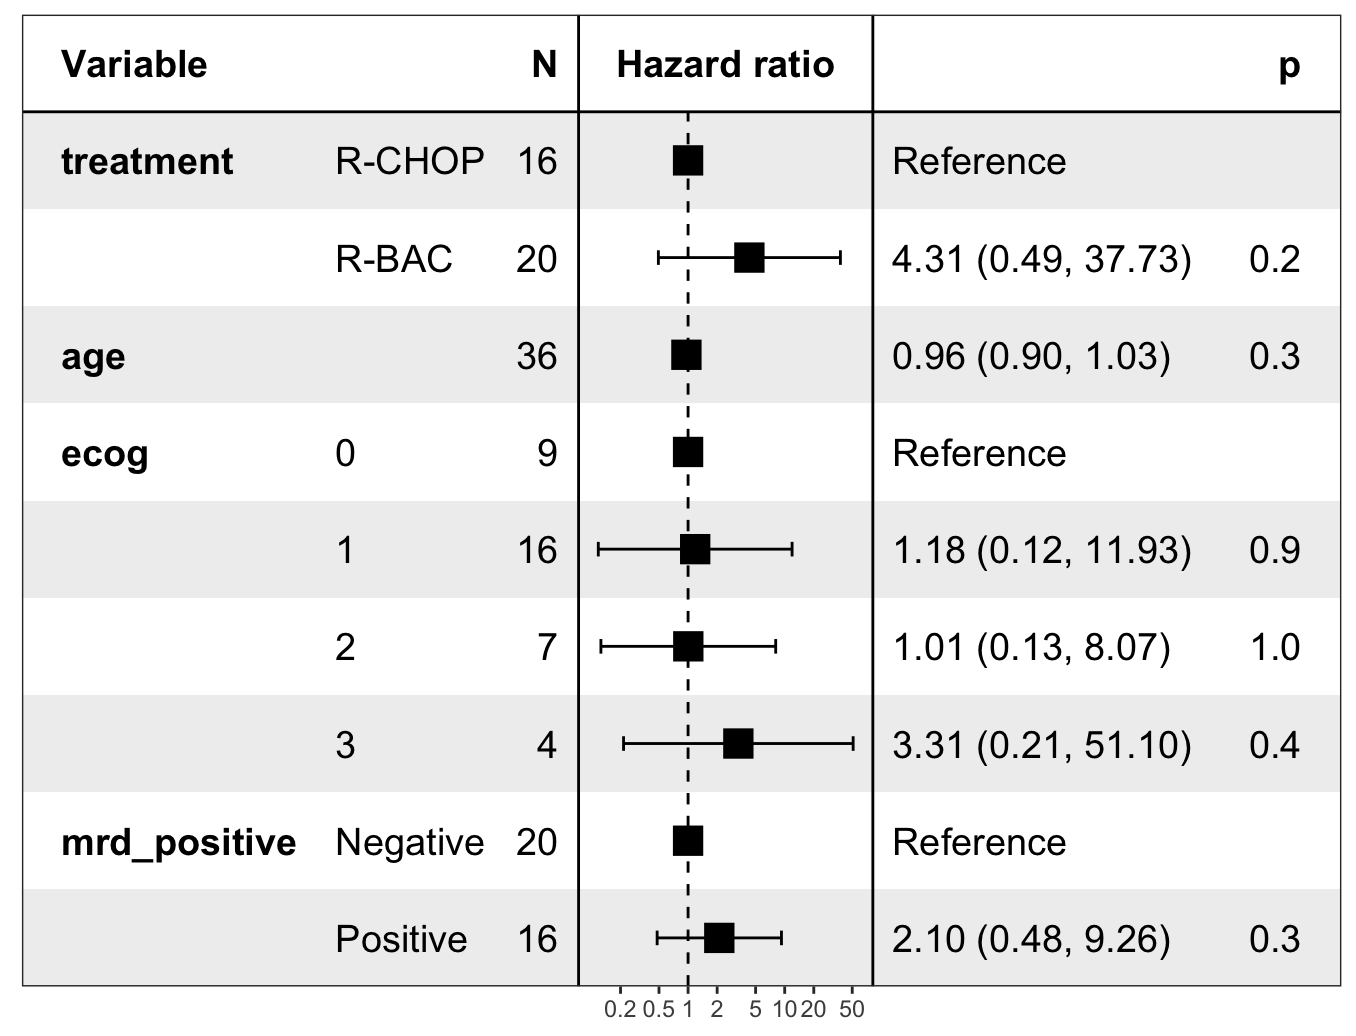 Variable N Hazard ratio p
treatment R-CHOP 16 Reference
R-BAC 20 4.31 (0.49, 37.73) 0.2
age 36 0.96 (0.90, 1.03) 0.3
ecog 0 9 Reference
1 16 1.18 (0.12, 11.93) 0.9
2 7 1.01 (0.13, 8.07) 1.0
3 4 3.31 (0.21, 51.10) 0.4
mrd_positive Negative 20 Reference
Positive 16 2.10 (0.48, 9.26) 0.3
0.2 0.5 1 2 5 10 20 50